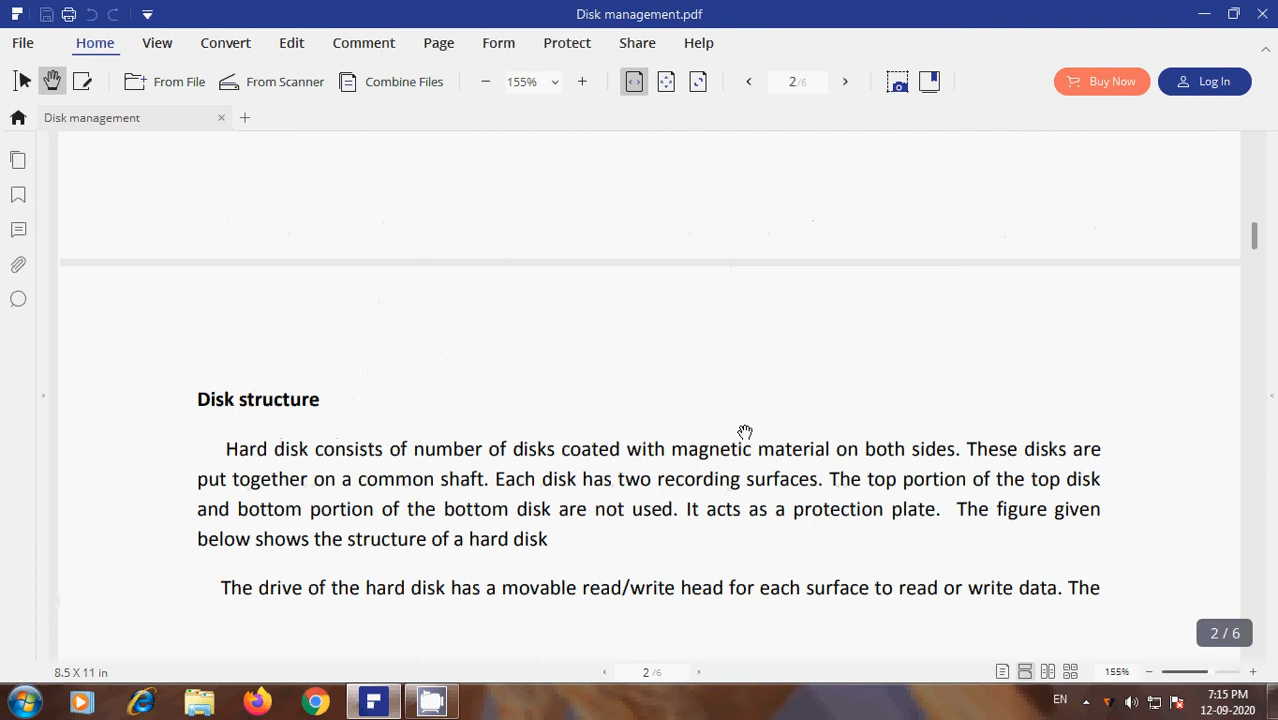 Disk management.pdf
File Home View Convert Edit Comment Page Form Protect Share Help
From File From Scanner Combine Files 155% 2/6 Buy Now Log In
Disk management
Disk structure
Hard disk consists of number of disks coated with magnetic material on both sides. These disks are
put together on a common shaft. Each disk has two recording surfaces. The top portion of the top disk
and bottom portion of the bottom disk are not used. It acts as a protection plate. The figure given
below shows the structure of a hard disk
The drive of the hard disk has a movable read/write head for each surface to read or write data. The
2 / 6
8.5 X 11 in 2 /6 155%
EN 7:15 PM
12-09-2020